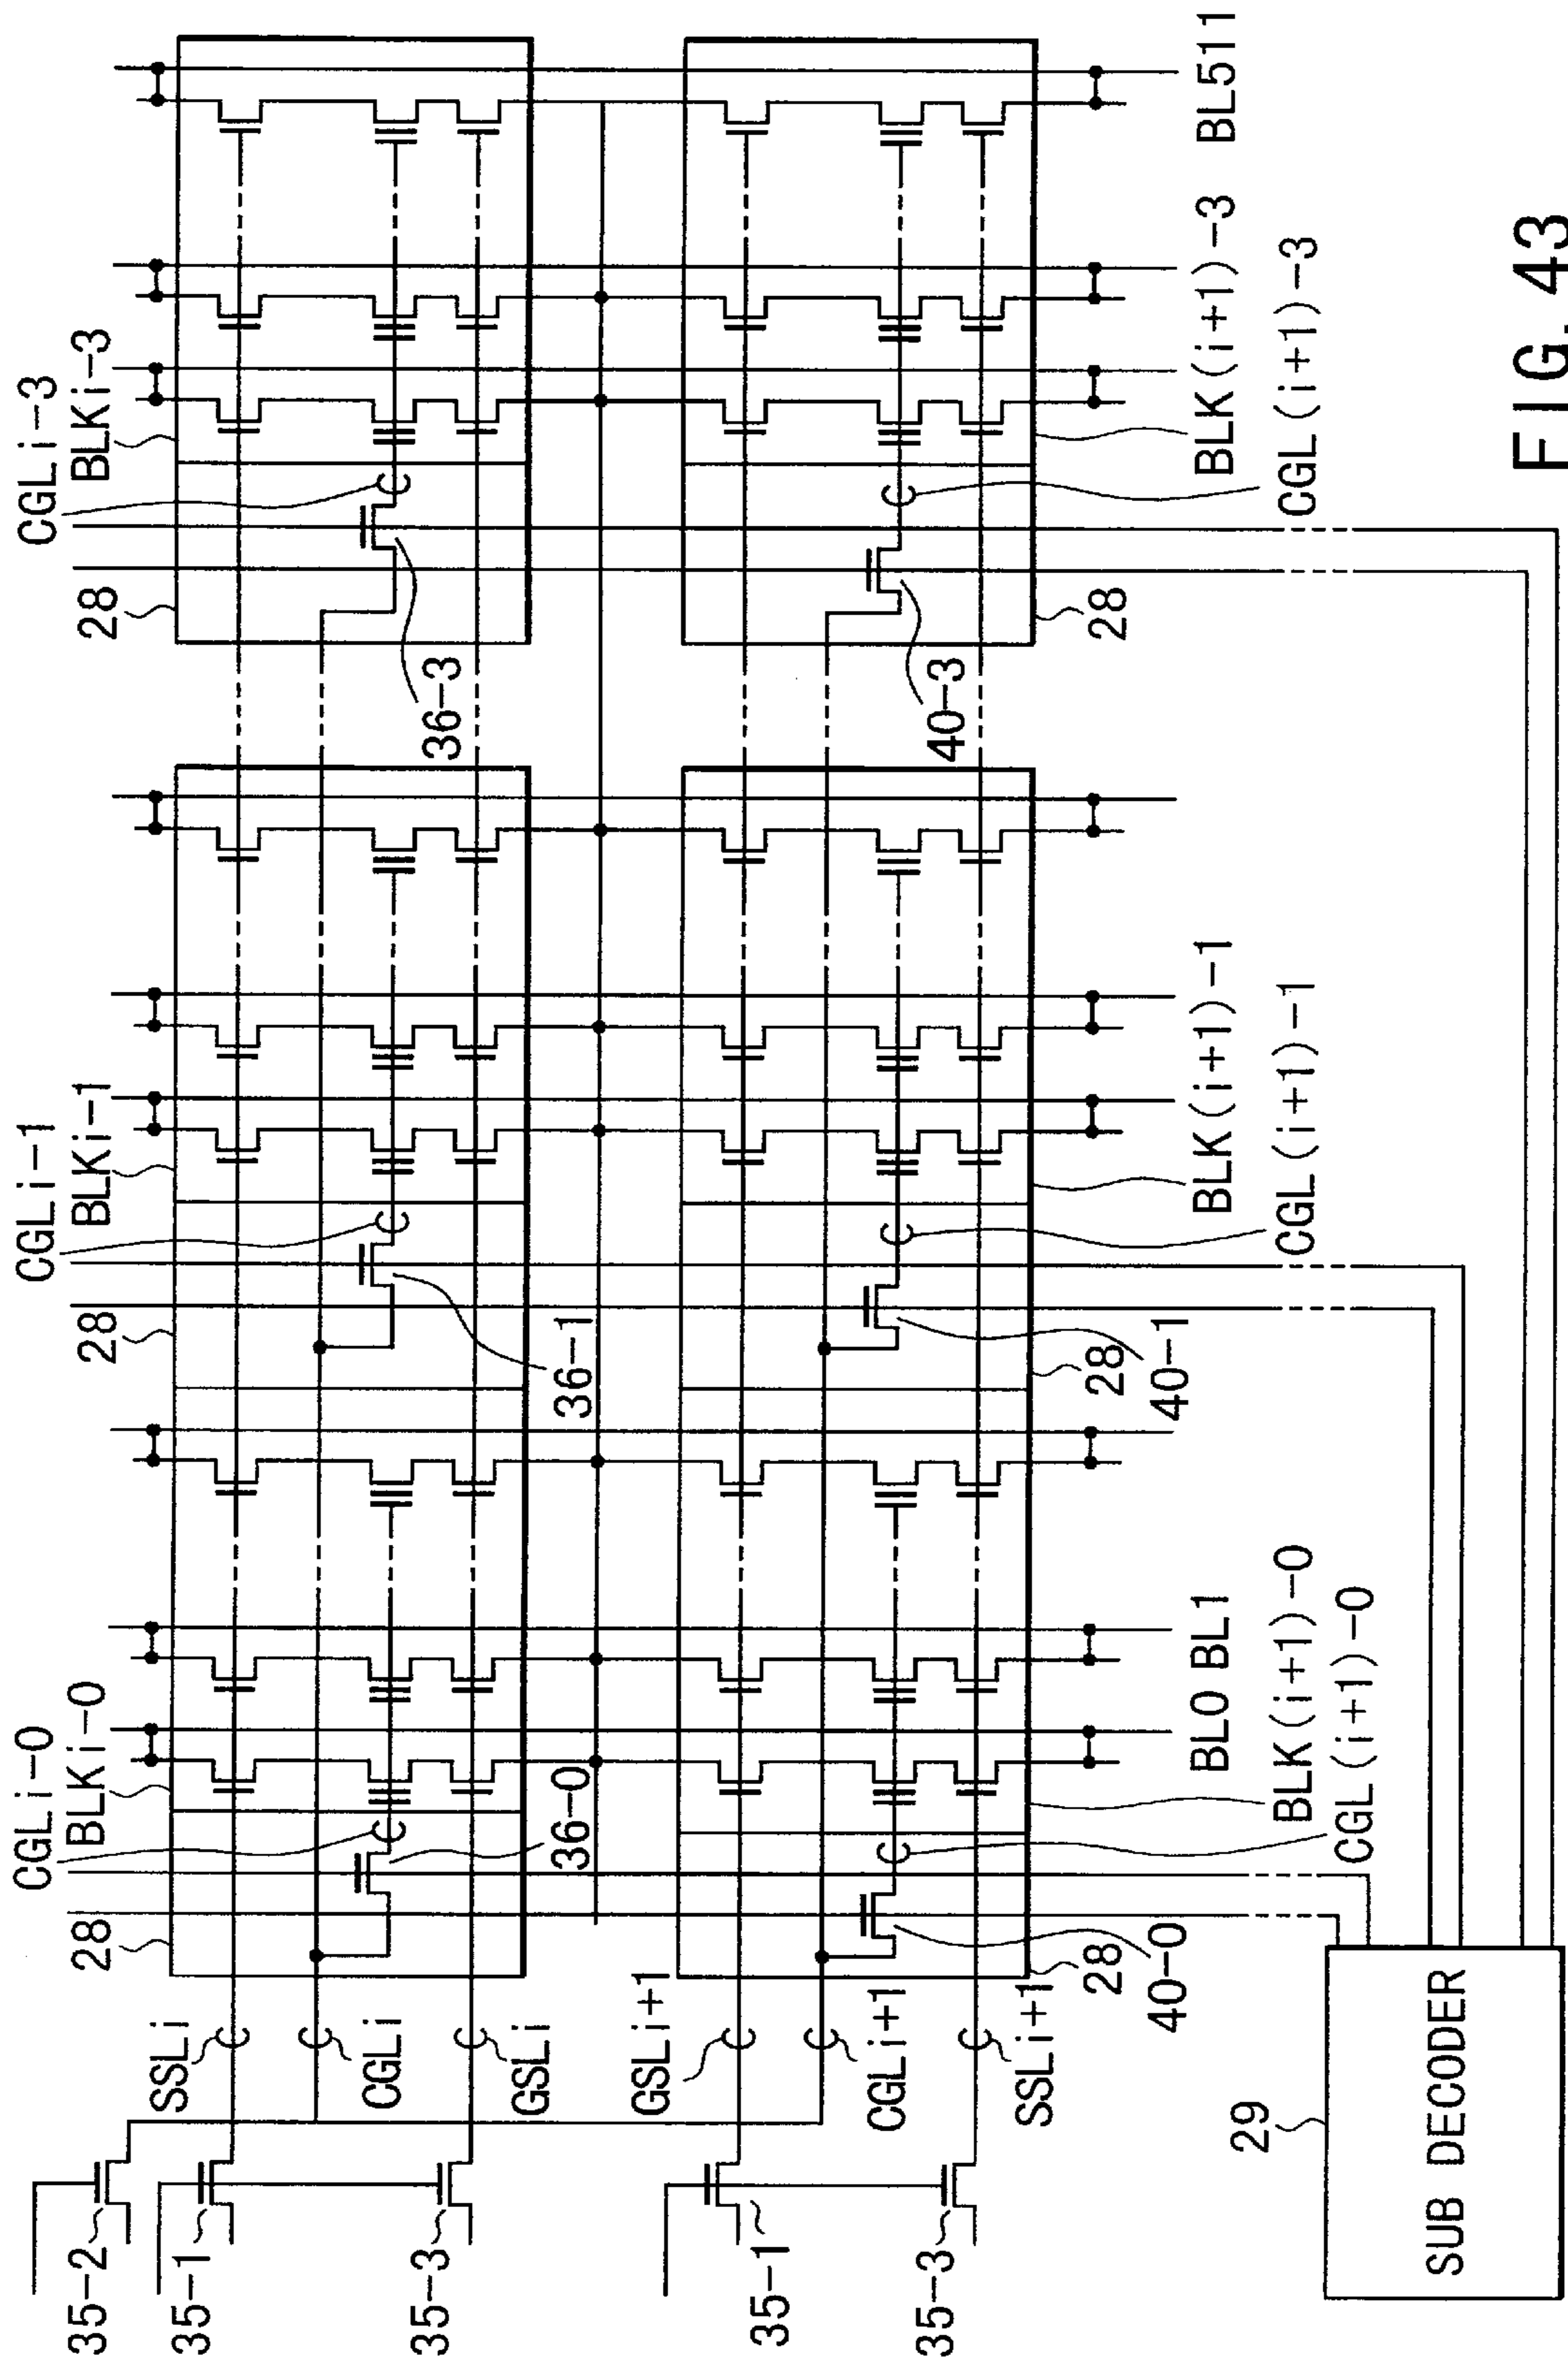 CGLi-0
BLKi-0
CGLi-1
BLKi-1
CGLi-3
BLKi-3
28
28
28
35-2
35-1
SSLi
CGLi
35-3
GSLi
36-0
36-1
36-3
35-1
GSLi+1
CGLi+1
35-3
SSLi+1
28
40-0
28
40-1
40-3
28
BL0 BL1
BLK(i+1)-0
CGL(i+1)-0
BLK(i+1)-1
CGL(i+1)-1
BLK(i+1)-3
CGL(i+1)-3
BL511
29
SUB DECODER
FIG. 43